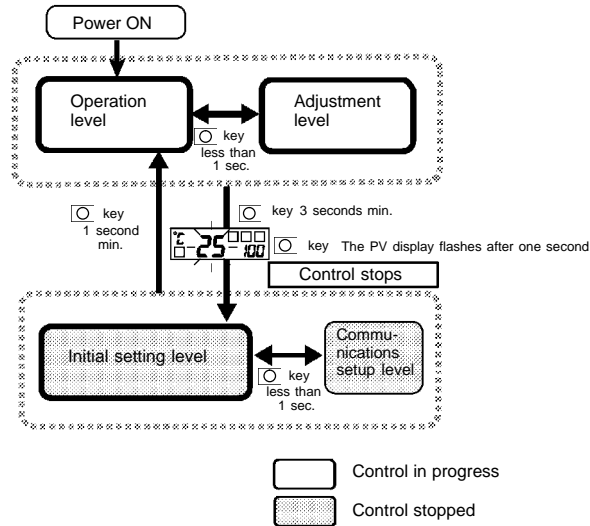 Power ON
Operation
level
Adjustment
level
key
less than
1 sec.
key
1 second
min.
key 3 seconds min.
°C
25
100
key The PV display flashes after one second
Control stops
Initial setting level
Commu-
nications
setup level
key
less than
1 sec.
Control in progress
Control stopped